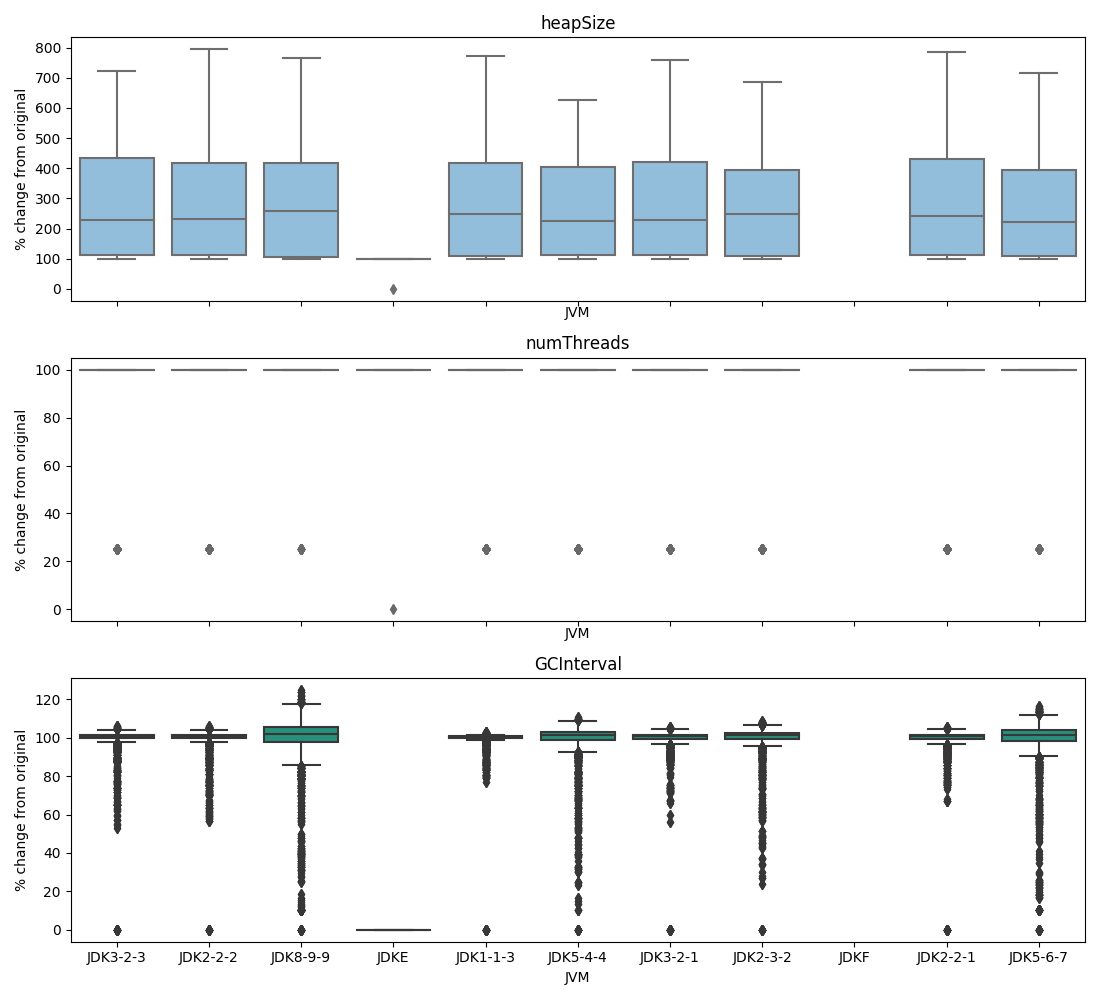 heapSize
% change from original
800
700
600
500
400
300
200
100
0
JVM
numThreads
% change from original
100
80
60
40
20
0
JVM
GCInterval
% change from original
120
100
80
60
40
20
0
JDK3-2-3 JDK2-2-2 JDK8-9-9 JDKE JDK1-1-3 JDK5-4-4 JDK3-2-1 JDK2-3-2 JDKF JDK2-2-1 JDK5-6-7
JVM